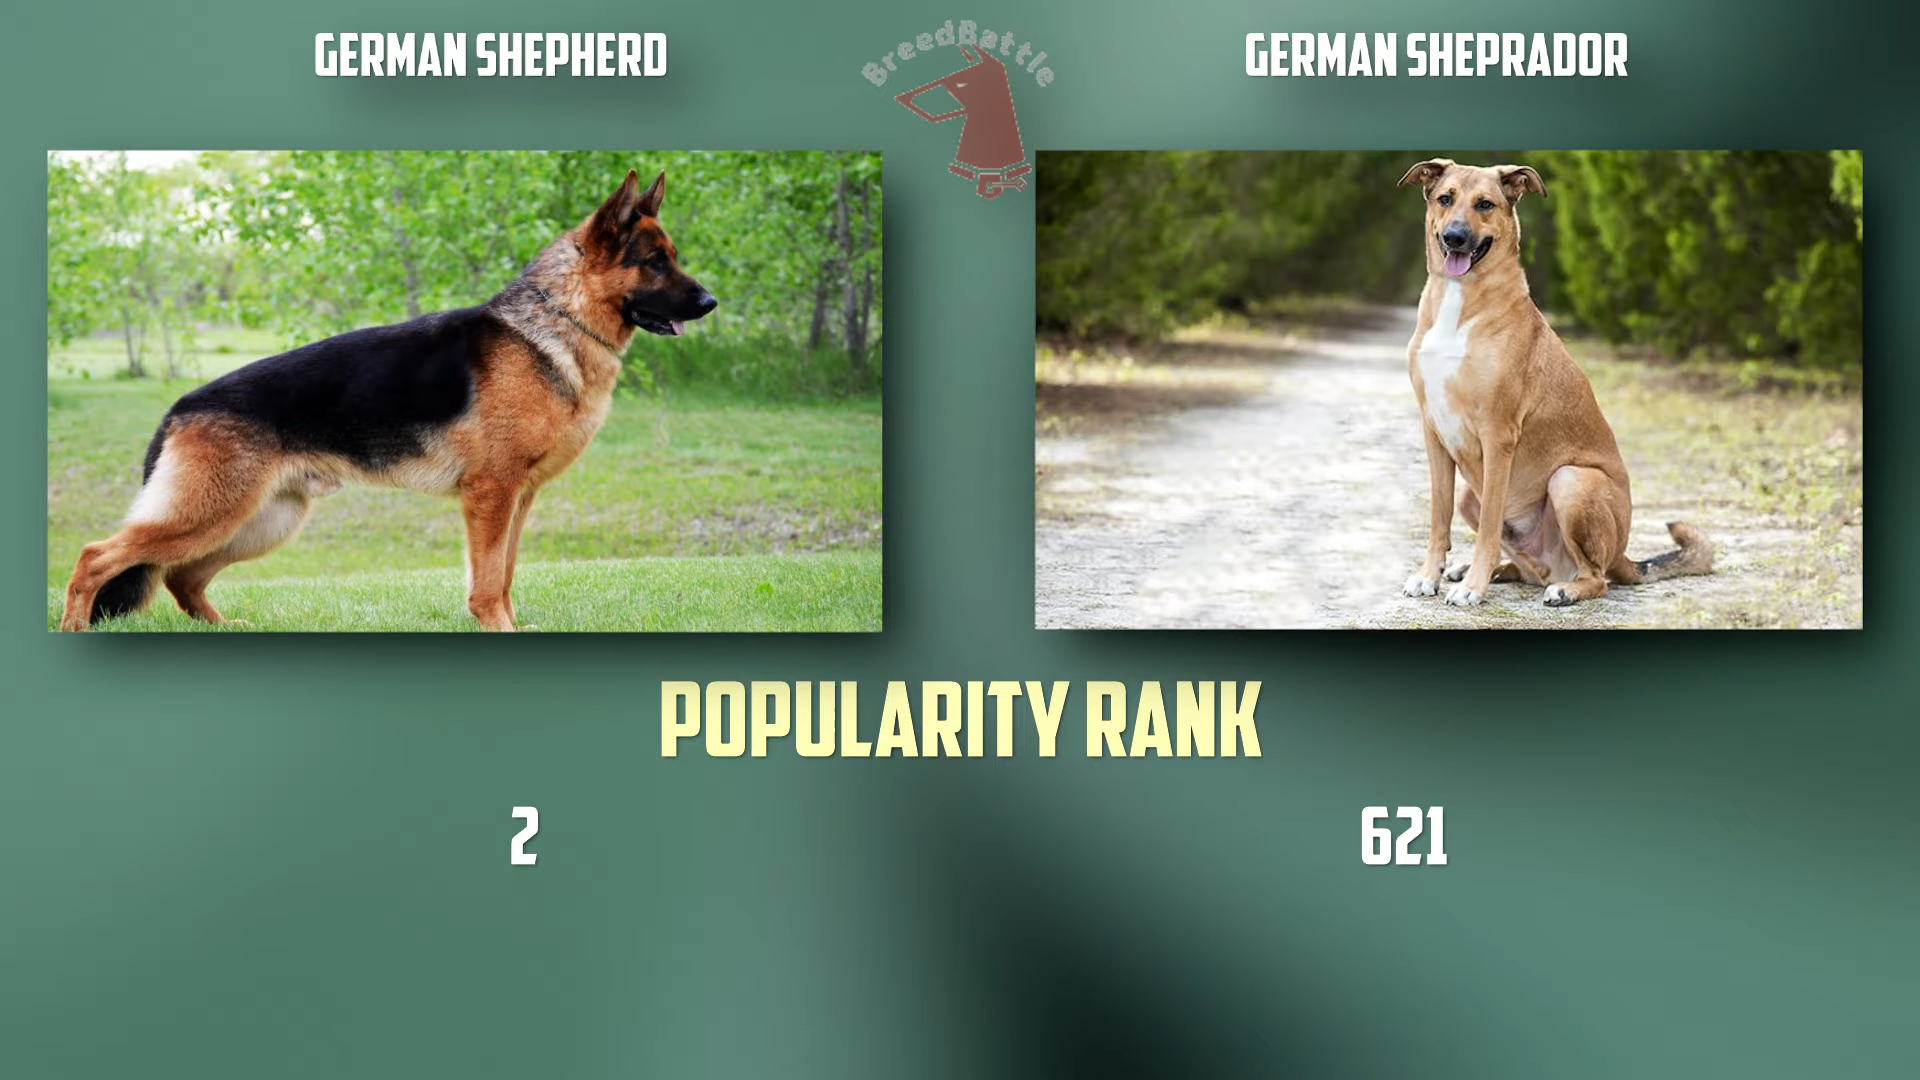 GERMAN SHEPHERD
BreedBattle
GERMAN SHEPRADOR
POPULARITY RANK
2
621